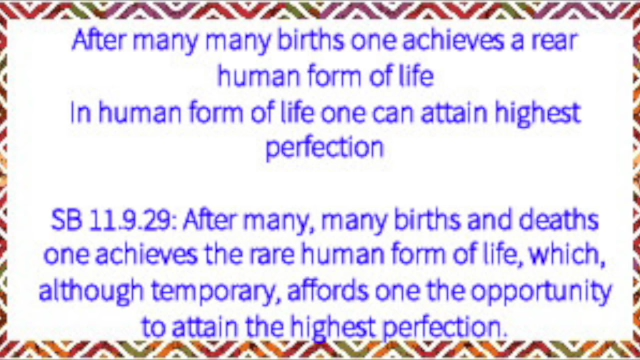 After many many births one achieves a rear
human form of life
In human form of life one can attain highest
perfection
SB 11.9.29: After many, many births and deaths
one achieves the rare human form of life, which,
although temporary, affords one the opportunity
to attain the highest perfection.